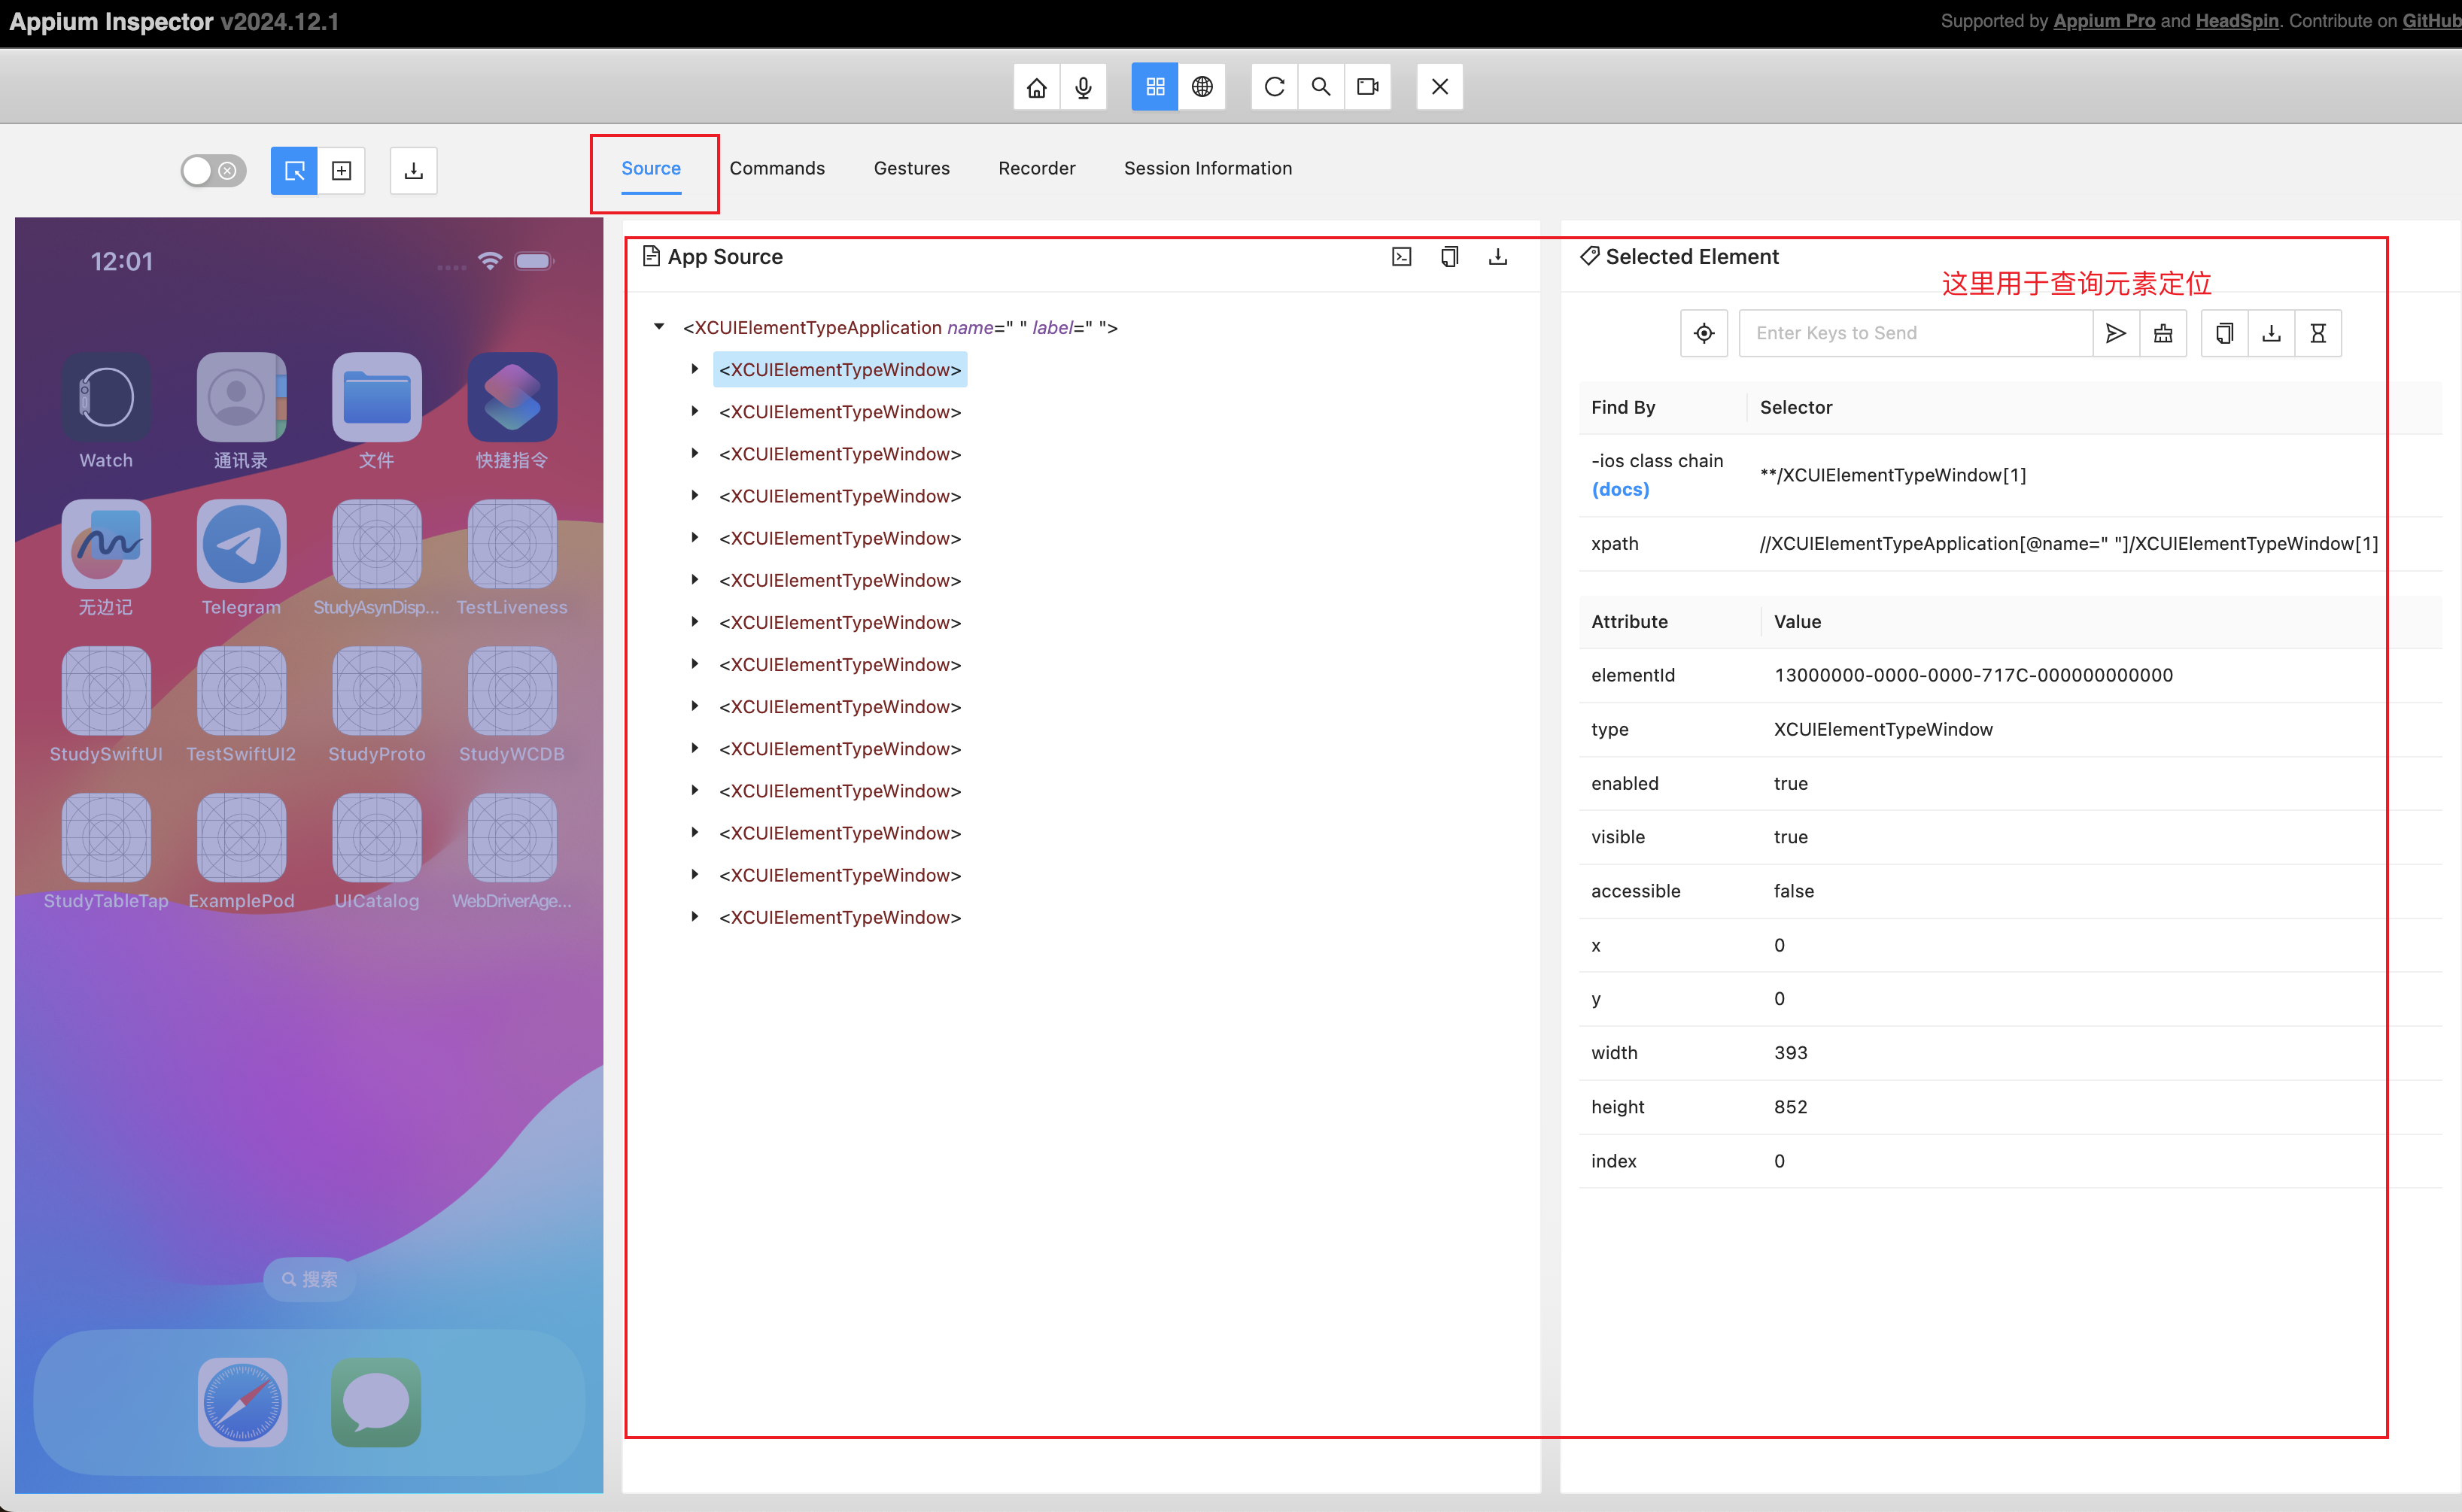 Appium Inspector v2024.12.1
Supported by Appium Pro and HeadSpin. Contribute on GitHub
Source
Commands
Gestures
Recorder
Session Information
12:01
Watch
通讯录
文件
快捷指令
无边记
Telegram
StudyAsynDisp...
TestLiveness
StudySwiftUI
TestSwiftUI2
StudyProto
StudyWCDB
StudyTableTap
ExamplePod
UICatalog
WebDriverAge...
搜索
App Source
<XCUIElementTypeApplication name=" " label=" ">
<XCUIElementTypeWindow>
<XCUIElementTypeWindow>
<XCUIElementTypeWindow>
<XCUIElementTypeWindow>
<XCUIElementTypeWindow>
<XCUIElementTypeWindow>
<XCUIElementTypeWindow>
<XCUIElementTypeWindow>
<XCUIElementTypeWindow>
<XCUIElementTypeWindow>
<XCUIElementTypeWindow>
<XCUIElementTypeWindow>
<XCUIElementTypeWindow>
<XCUIElementTypeWindow>
Selected Element
这里用于查询元素定位
Enter Keys to Send
Find By Selector
-ios class chain
(docs)
**/XCUIElementTypeWindow[1]
xpath //XCUIElementTypeApplication[@name=" "]/XCUIElementTypeWindow[1]
Attribute Value
elementId 13000000-0000-0000-717C-000000000000
type XCUIElementTypeWindow
enabled true
visible true
accessible false
x 0
y 0
width 393
height 852
index 0